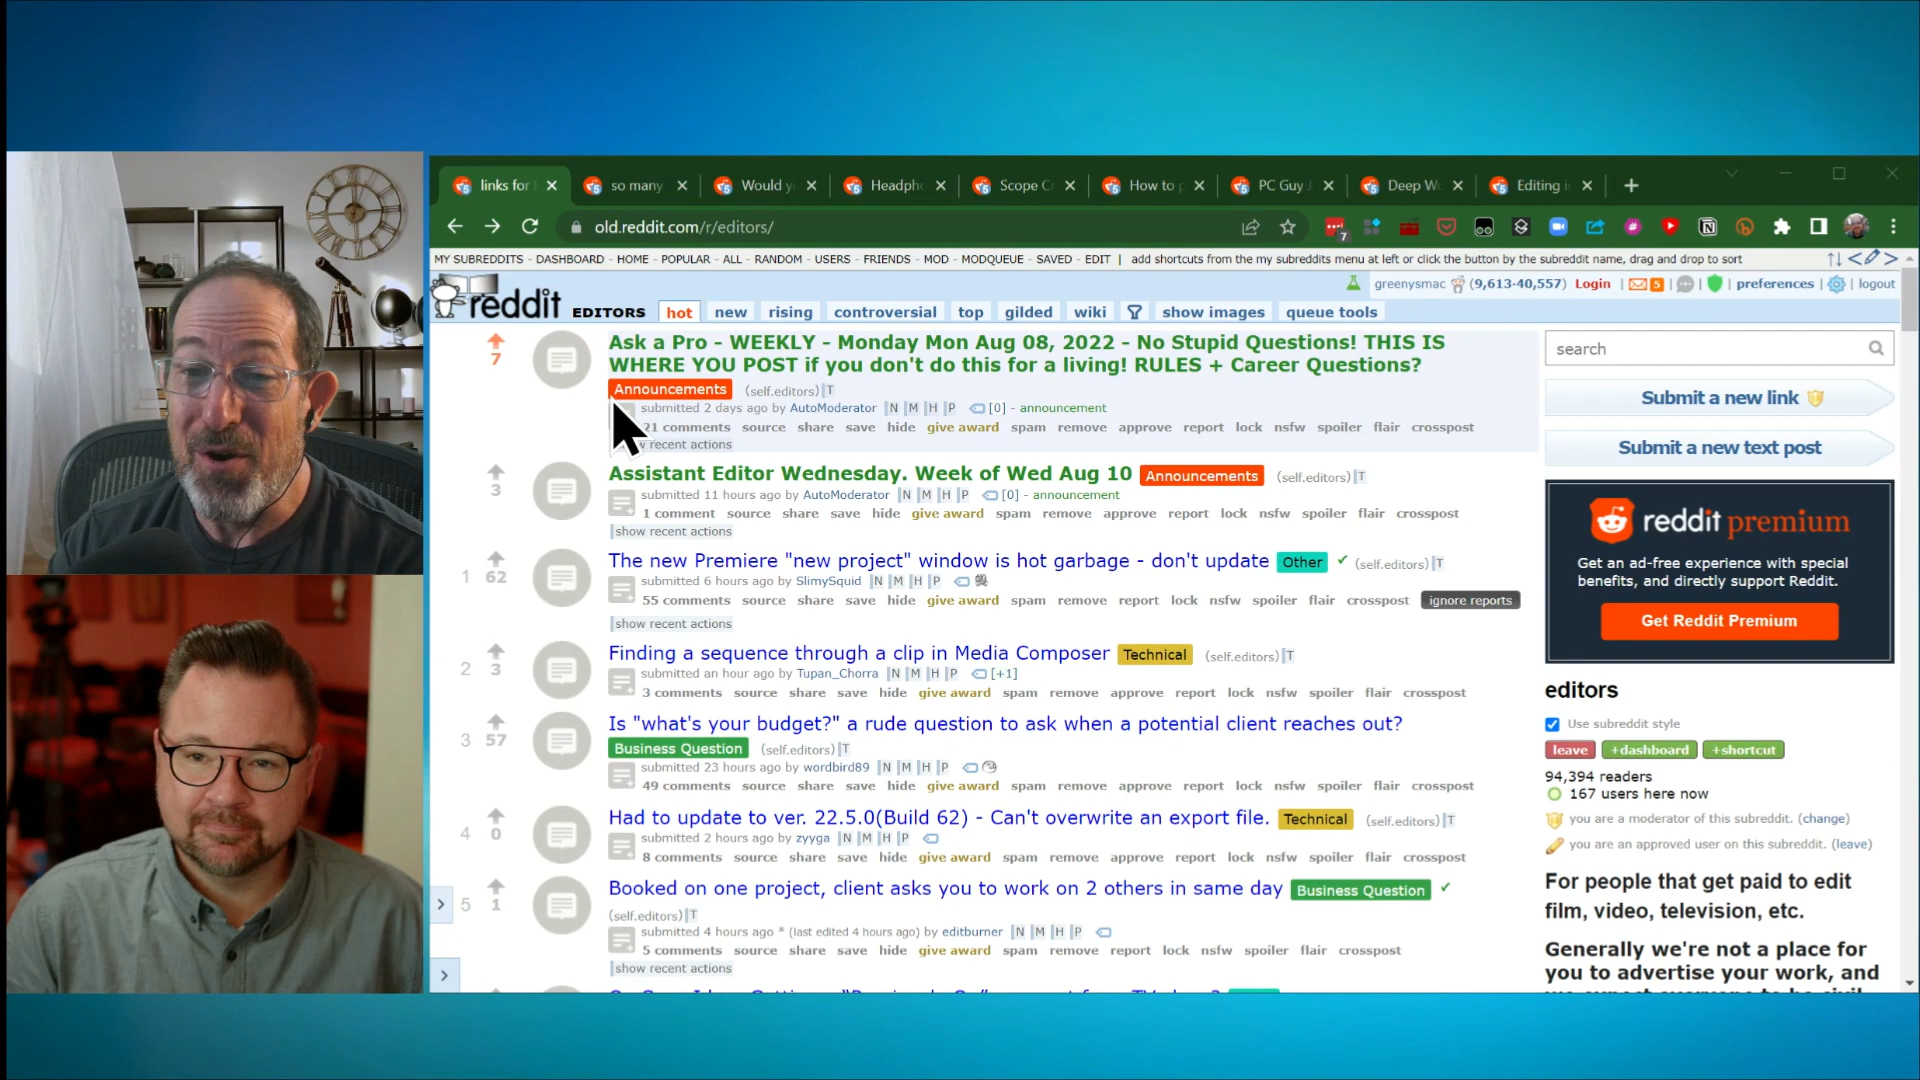 links for
so many
Would y
Headph
Scope C
How to p
PC Guy
Deep W
Editing i
old.reddit.com/r/editors/
7
MY SUBREDDITS - DASHBOARD - HOME - POPULAR - ALL - RANDOM - USERS - FRIENDS - MOD - MODQUEUE - SAVED - EDIT | add shortcuts from the my subreddits menu at left or click the button by the subreddit name, drag and drop to sort
greenysmac (9,613·40,557) Login | 5 | | | preferences | | logout
reddit EDITORS hot new rising controversial top gilded wiki show images queue tools
7
Ask a Pro - WEEKLY - Monday Mon Aug 08, 2022 - No Stupid Questions! THIS IS
WHERE YOU POST if you don't do this for a living! RULES + Career Questions?
Announcements (self.editors) T
submitted 2 days ago by AutoModerator N M H P [0] - announcement
21 comments source share save hide give award spam remove approve report lock nsfw spoiler flair crosspost
recent actions
3
Assistant Editor Wednesday. Week of Wed Aug 10 Announcements (self.editors) T
submitted 11 hours ago by AutoModerator N M H P [0] - announcement
1 comment source share save hide give award spam remove approve report lock nsfw spoiler flair crosspost
show recent actions
1 62
The new Premiere "new project" window is hot garbage - don't update Other ✓ (self.editors) T
submitted 6 hours ago by SlimySquid N M H P
55 comments source share save hide give award spam remove report lock nsfw spoiler flair crosspost ignore reports
show recent actions
2 3
Finding a sequence through a clip in Media Composer Technical (self.editors) T
submitted an hour ago by Tupan_Chorra N M H P [+1]
3 comments source share save hide give award spam remove approve report lock nsfw spoiler flair crosspost
3 57
Is "what's your budget?" a rude question to ask when a potential client reaches out?
Business Question (self.editors) T
submitted 23 hours ago by wordbird89 N M H P
49 comments source share save hide give award spam remove approve report lock nsfw spoiler flair crosspost
4 0
Had to update to ver. 22.5.0(Build 62) - Can't overwrite an export file. Technical (self.editors) T
submitted 2 hours ago by zyyga N M H P
8 comments source share save hide give award spam remove approve report lock nsfw spoiler flair crosspost
5 1
Booked on one project, client asks you to work on 2 others in same day Business Question ✓
(self.editors) T
submitted 4 hours ago * (last edited 4 hours ago) by editburner N M H P
5 comments source share save hide give award spam remove report lock nsfw spoiler flair crosspost
show recent actions
search
Submit a new link
Submit a new text post
reddit premium
Get an ad-free experience with special
benefits, and directly support Reddit.
Get Reddit Premium
editors
Use subreddit style
leave +dashboard +shortcut
94,394 readers
167 users here now
you are a moderator of this subreddit. (change)
you are an approved user on this subreddit. (leave)
For people that get paid to edit
film, video, television, etc.
Generally we're not a place for
you to advertise your work, and